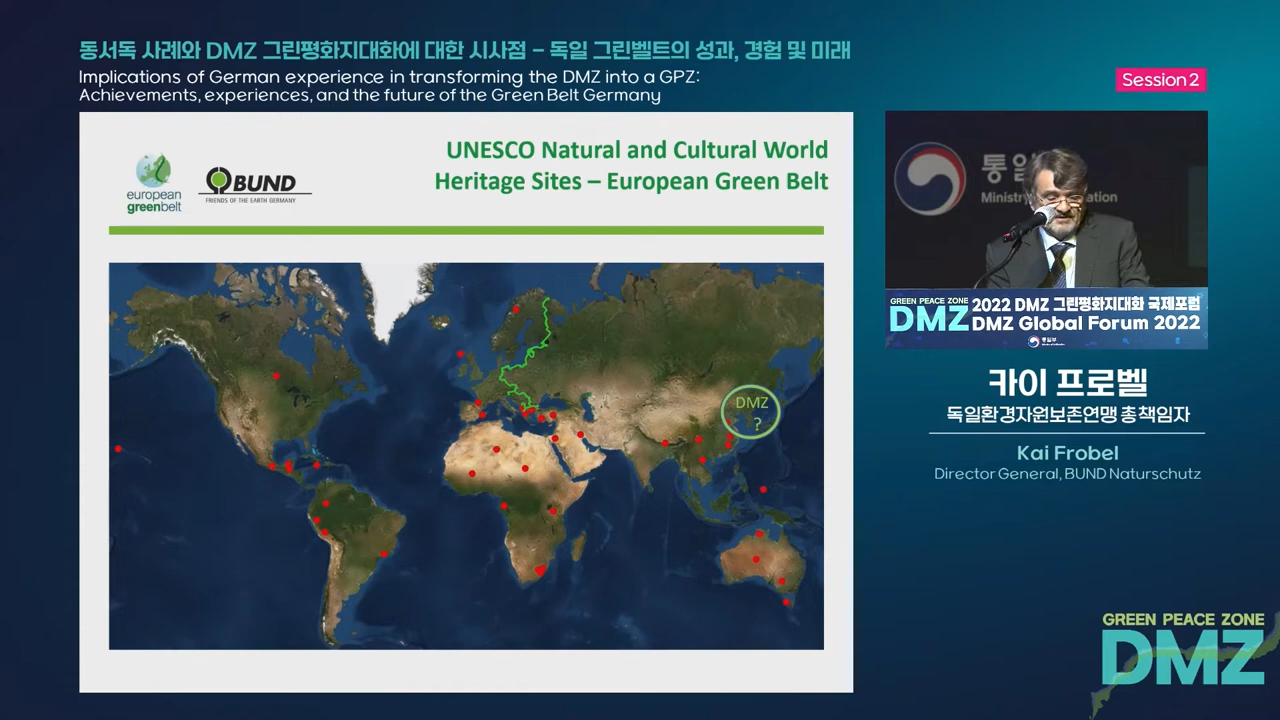 동서독 사례와 DMZ 그린평화지대화에 대한 시사점 – 독일 그린벨트의 성과, 경험 및 미래
Implications of German experience in transforming the DMZ into a GPZ:
Achievements, experiences, and the future of the Green Belt Germany
Session 2
UNESCO Natural and Cultural World
Heritage Sites – European Green Belt
european
greenbelt
BUND
FRIENDS OF THE EARTH GERMANY
DMZ
?
통일
Ministry
GREEN PEACE ZONE
DMZ
2022 DMZ 그린평화지대화 국제포럼
DMZ Global Forum 2022
통일부
카이 프로벨
독일환경자원보존연맹 총책임자
Kai Frobel
Director General, BUND Naturschutz
GREEN PEACE ZONE
DMZ